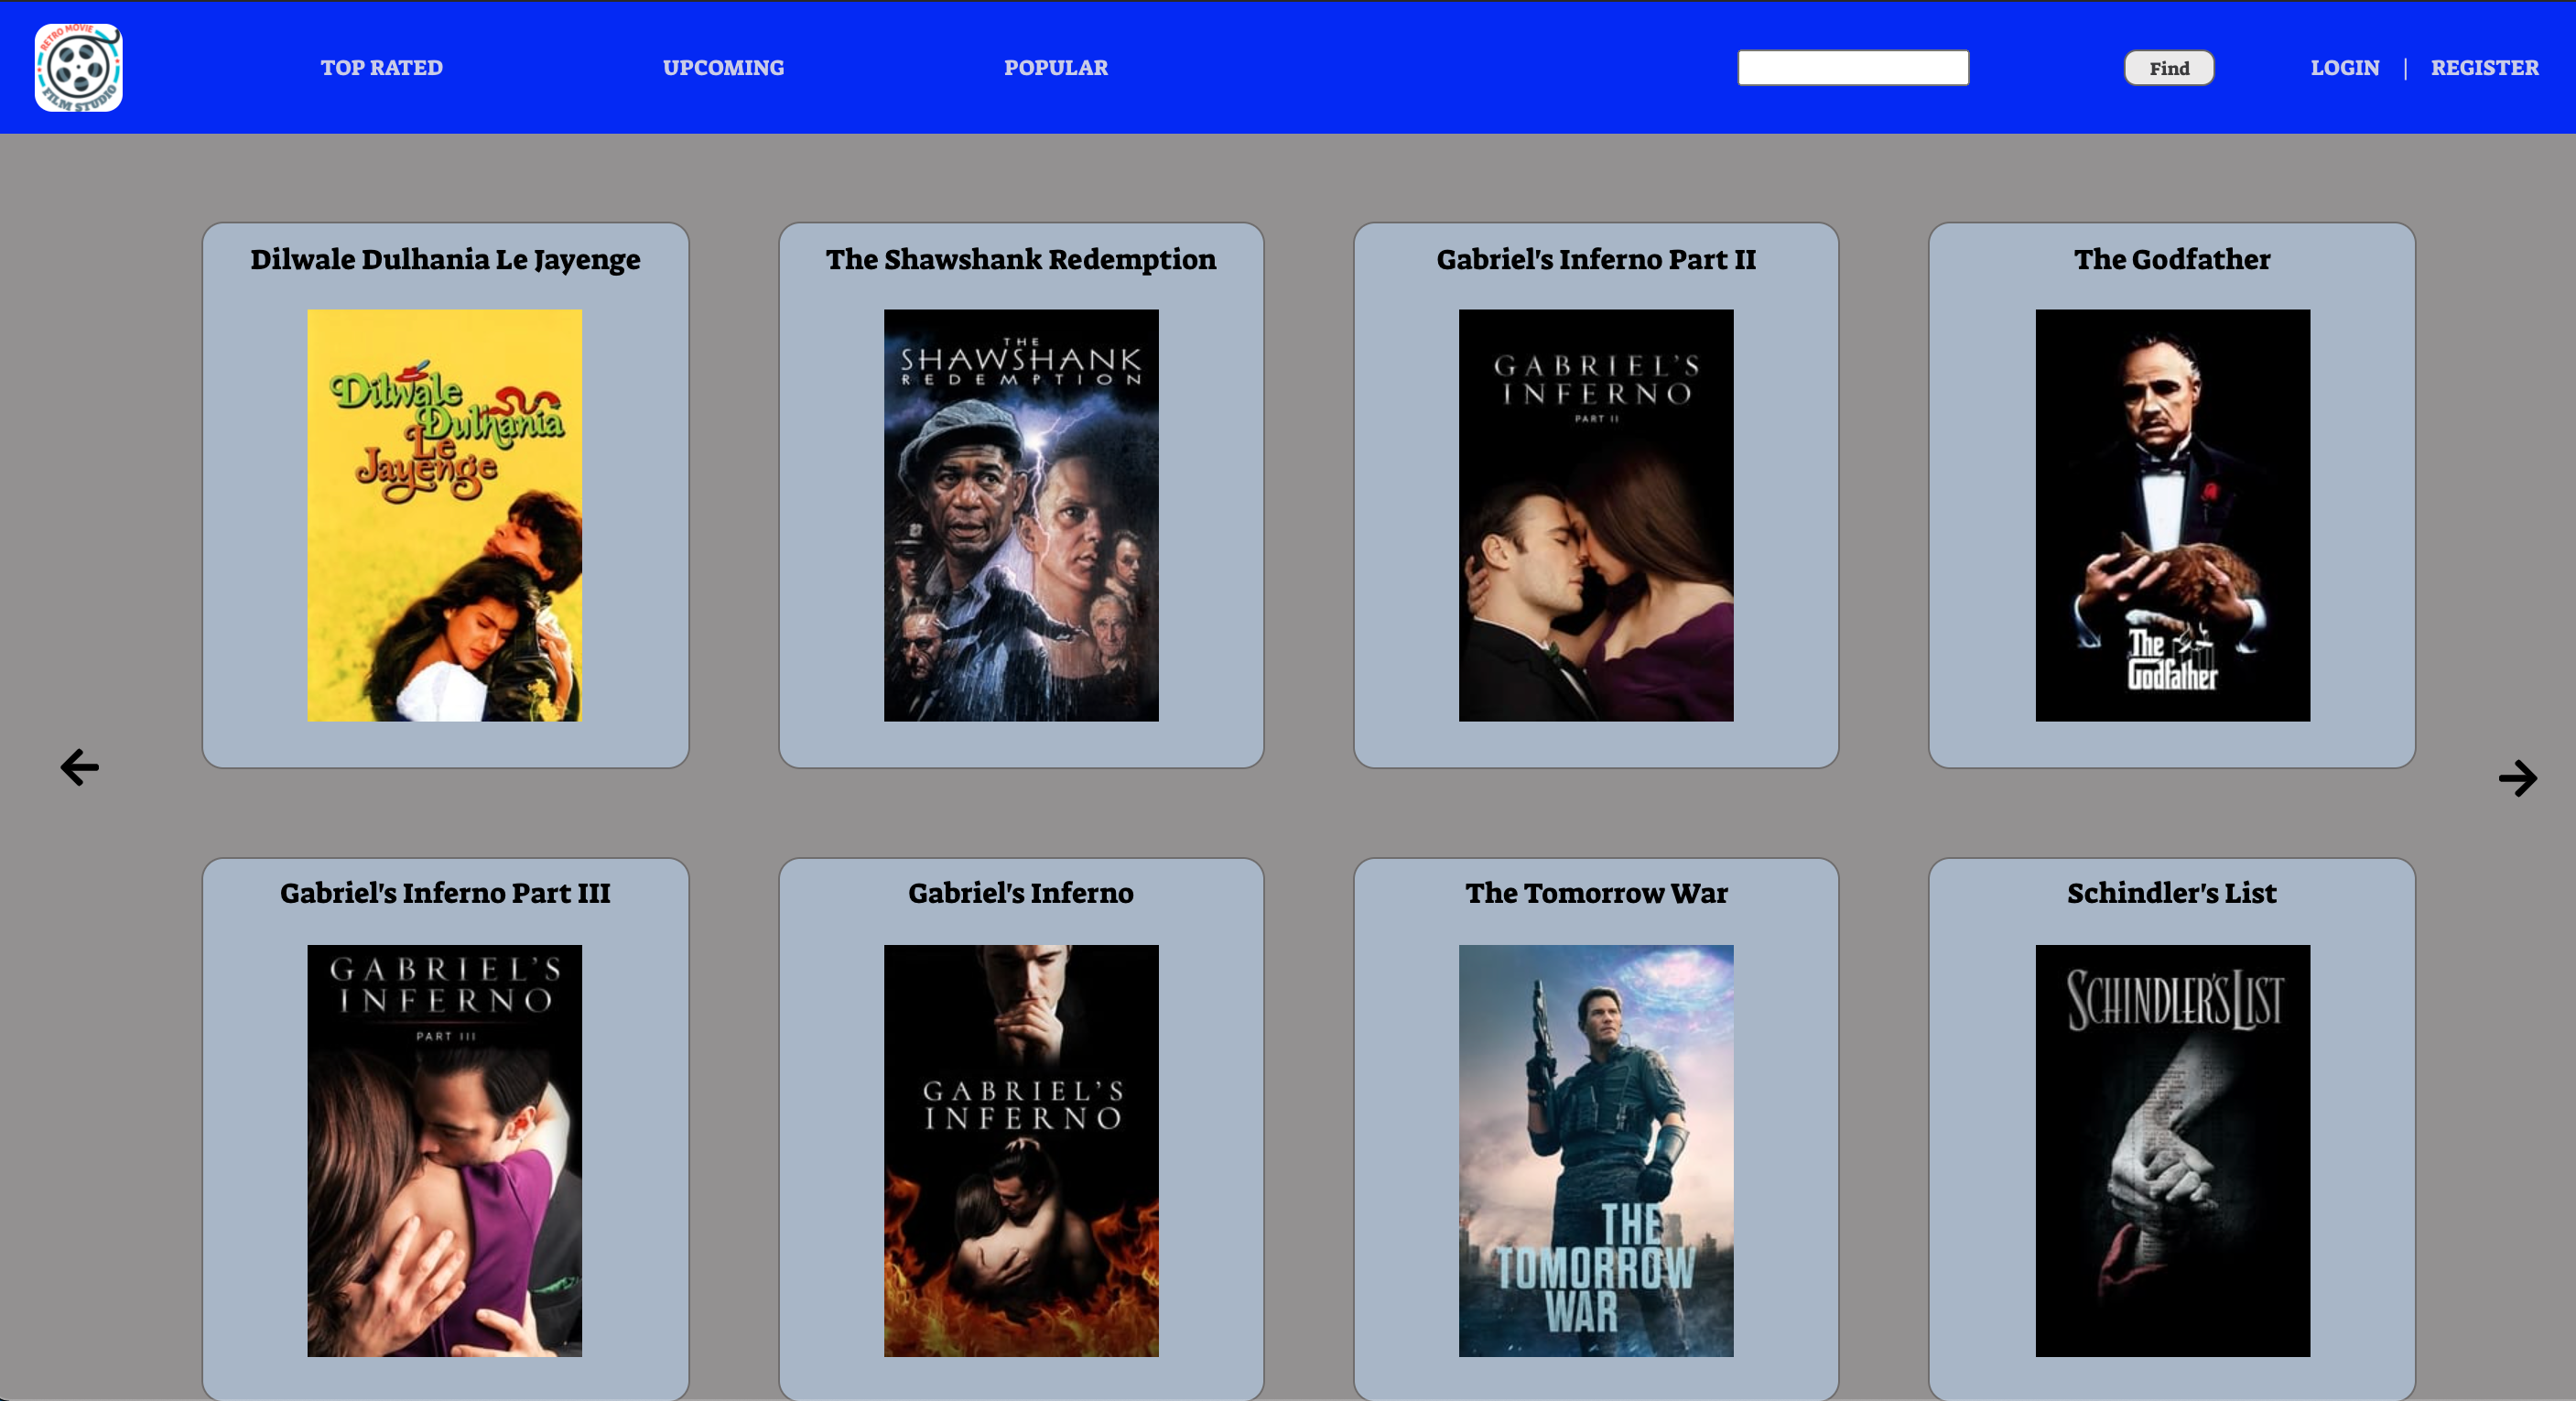 RETRO MOVIE
FILM STUDIO
TOP RATED
UPCOMING
POPULAR
Find
LOGIN | REGISTER
Dilwale Dulhania Le Jayenge
Dilwale
Dulhania
Le
Jayenge
The Shawshank Redemption
THE
SHAWSHANK
REDEMPTION
Gabriel's Inferno Part II
GABRIEL'S
INFERNO
PART II
The Godfather
The
Godfather
Gabriel's Inferno Part III
GABRIEL'S
INFERNO
PART III
Gabriel's Inferno
GABRIEL'S
INFERNO
The Tomorrow War
THE
TOMORROW
WAR
Schindler's List
SCHINDLER'S LIST